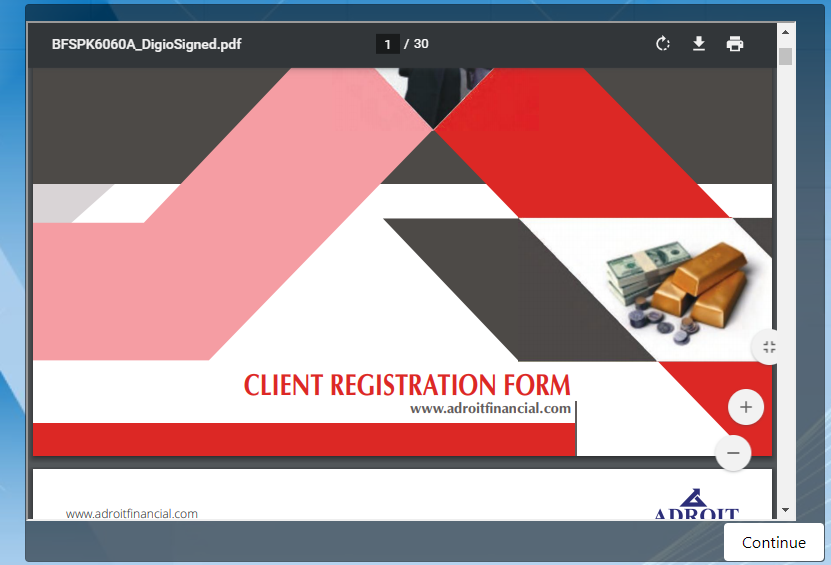 BFSPK6060A_DigioSigned.pdf
1 / 30
CLIENT REGISTRATION FORM
www.adroitfinancial.com
www.adroitfinancial.com
ADROIT
Continue